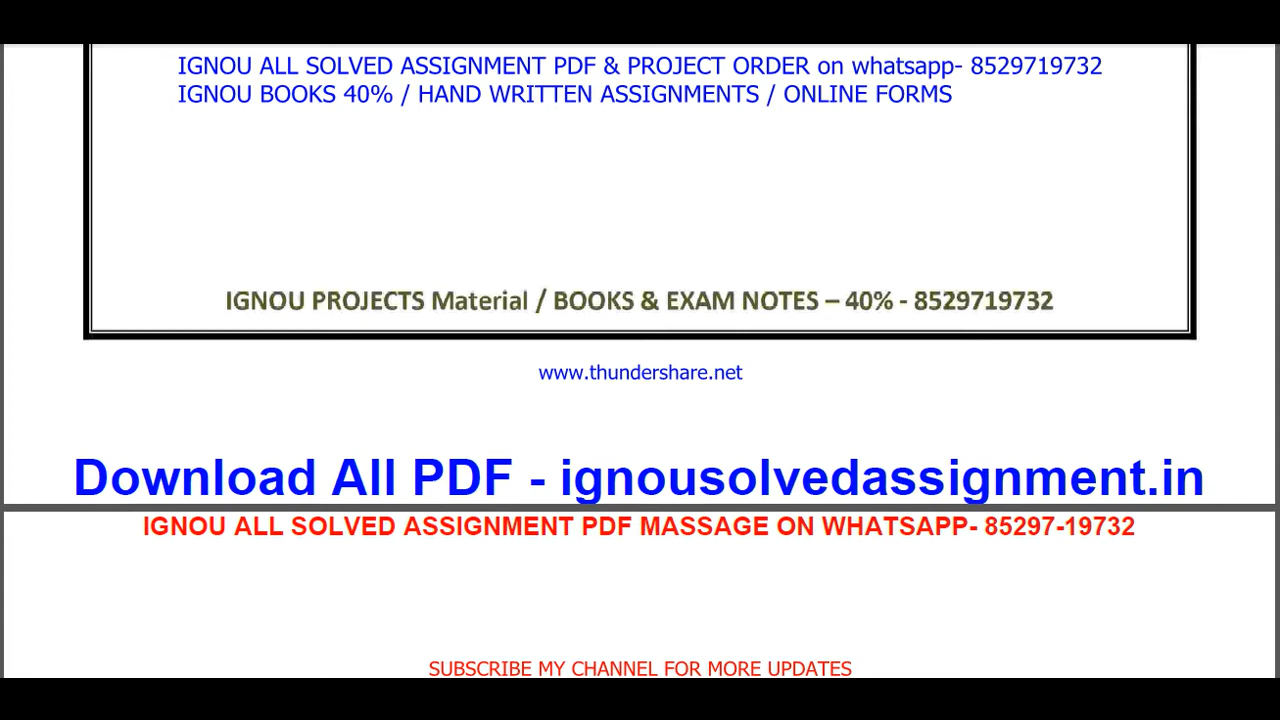 IGNOU ALL SOLVED ASSIGNMENT PDF & PROJECT ORDER on whatsapp- 8529719732
IGNOU BOOKS 40% / HAND WRITTEN ASSIGNMENTS / ONLINE FORMS
IGNOU PROJECTS Material / BOOKS & EXAM NOTES – 40% - 8529719732
www.thundershare.net
Download All PDF - ignousolvedassignment.in
IGNOU ALL SOLVED ASSIGNMENT PDF MASSAGE ON WHATSAPP- 85297-19732
SUBSCRIBE MY CHANNEL FOR MORE UPDATES